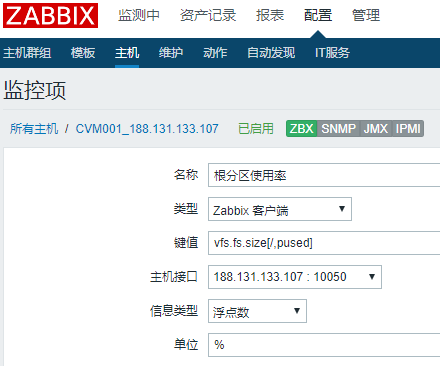 ZABBIX 监测中 资产记录 报表 配置 管理
主机群组 模板 主机 维护 动作 自动发现 IT服务
监控项
所有主机 / CVM001_188.131.133.107 已启用 ZBX SNMP JMX IPMI
名称 根分区使用率
类型 Zabbix 客户端
键值 vfs.fs.size[/,pused]
主机接口 188.131.133.107 : 10050
信息类型 浮点数
单位 %